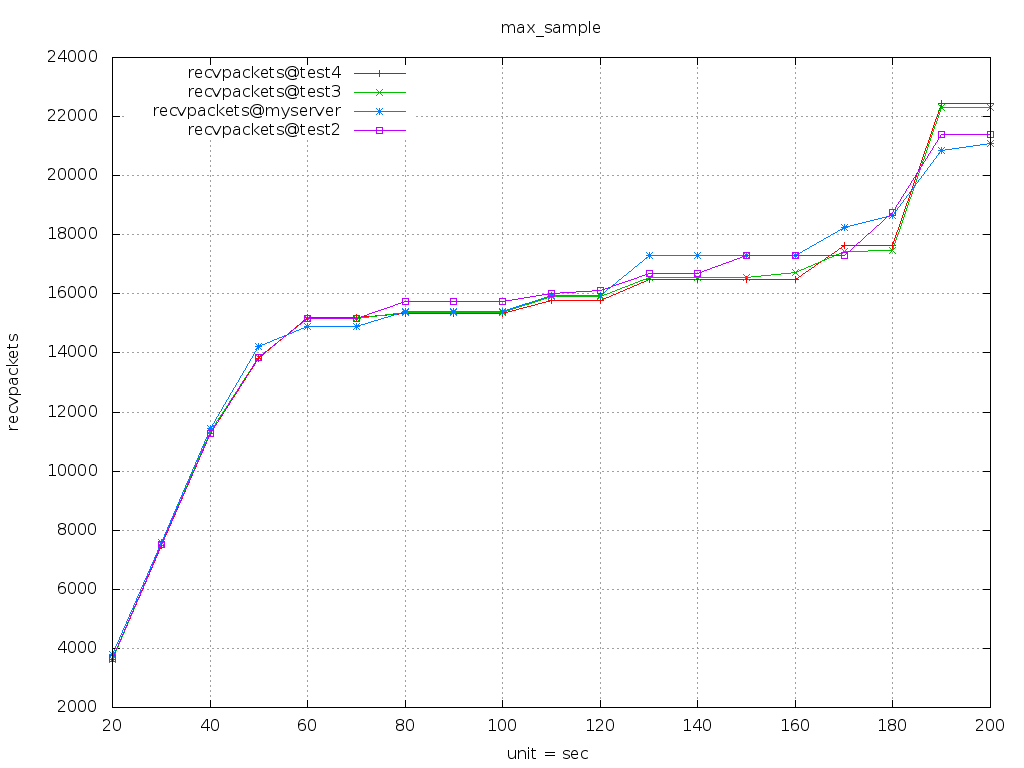 max_sample
24000
22000
20000
18000
16000
14000
12000
10000
8000
6000
4000
2000
recvpackets
recvpackets@test4
recvpackets@test3
recvpackets@myserver
recvpackets@test2
20 40 60 80 100 120 140 160 180 200
unit = sec